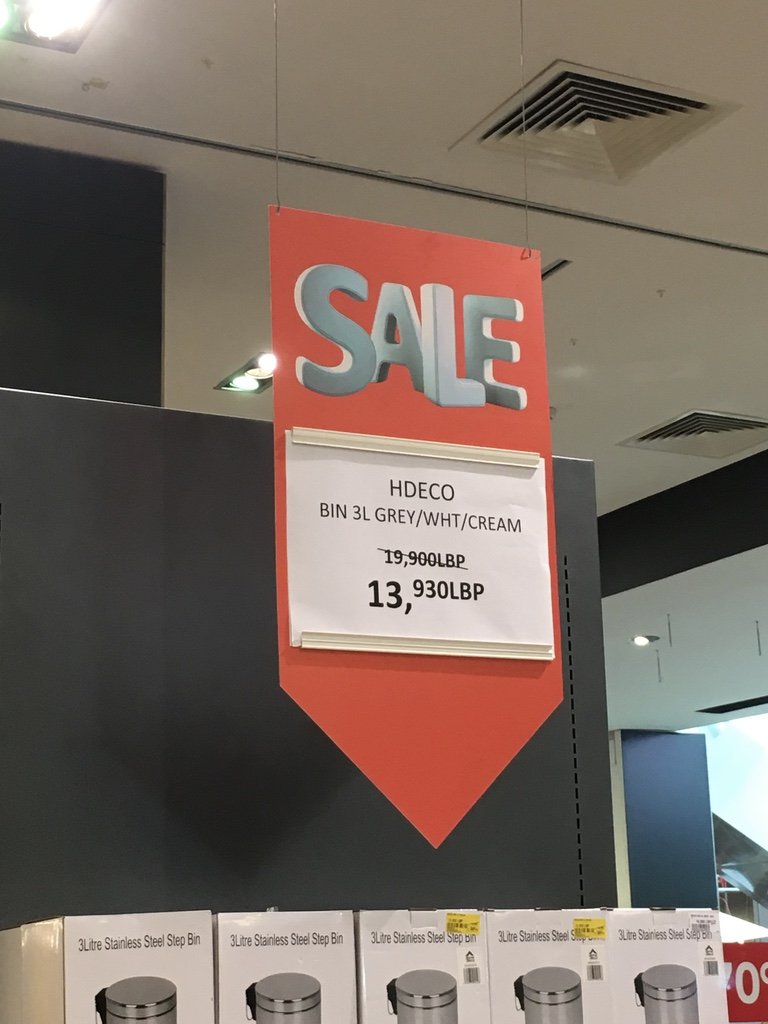 SALE
HDECO
BIN 3L GREY/WHT/CREAM
19,900LBP
13,930LBP
3Litre Stainless Steel Step Bin
3Litre Stainless Steel Step Bin
3Litre Stainless Steel Step Bin
3Litre Stainless Steel Step Bin
3Litre Stainless Steel Step Bin
70